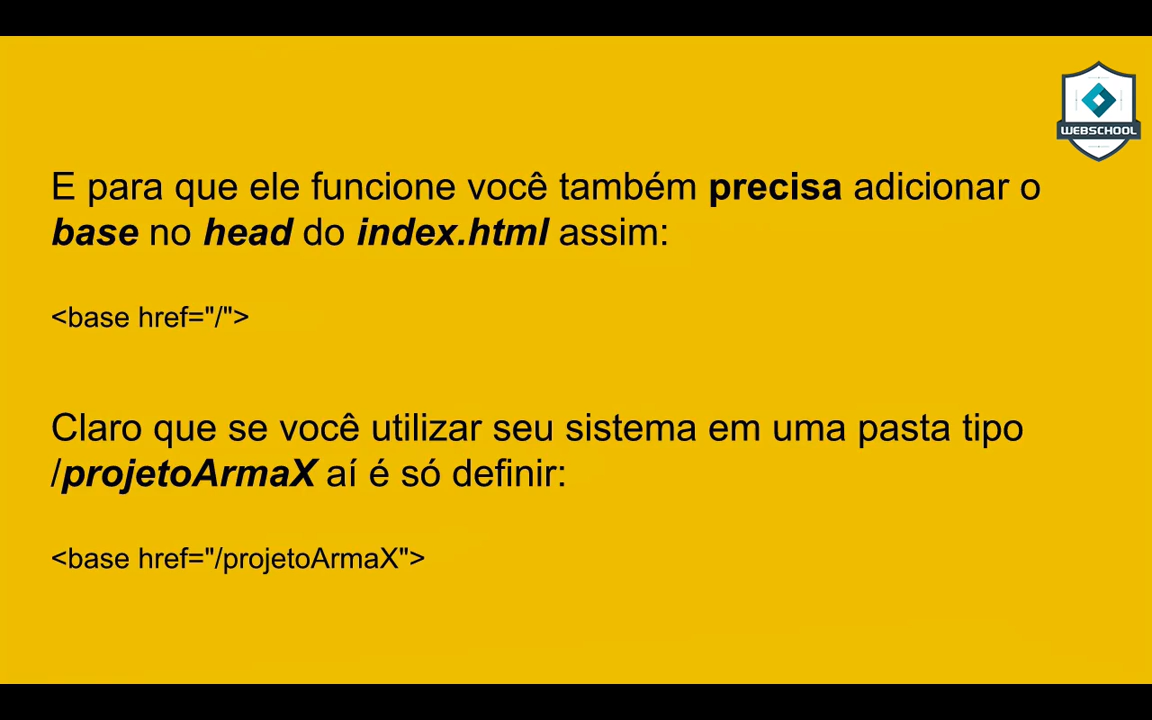 WEBSCHOOL
E para que ele funcione você também precisa adicionar o
base no head do index.html assim:
<base href="/">
Claro que se você utilizar seu sistema em uma pasta tipo
/projetoArmaX aí é só definir:
<base href="/projetoArmaX">